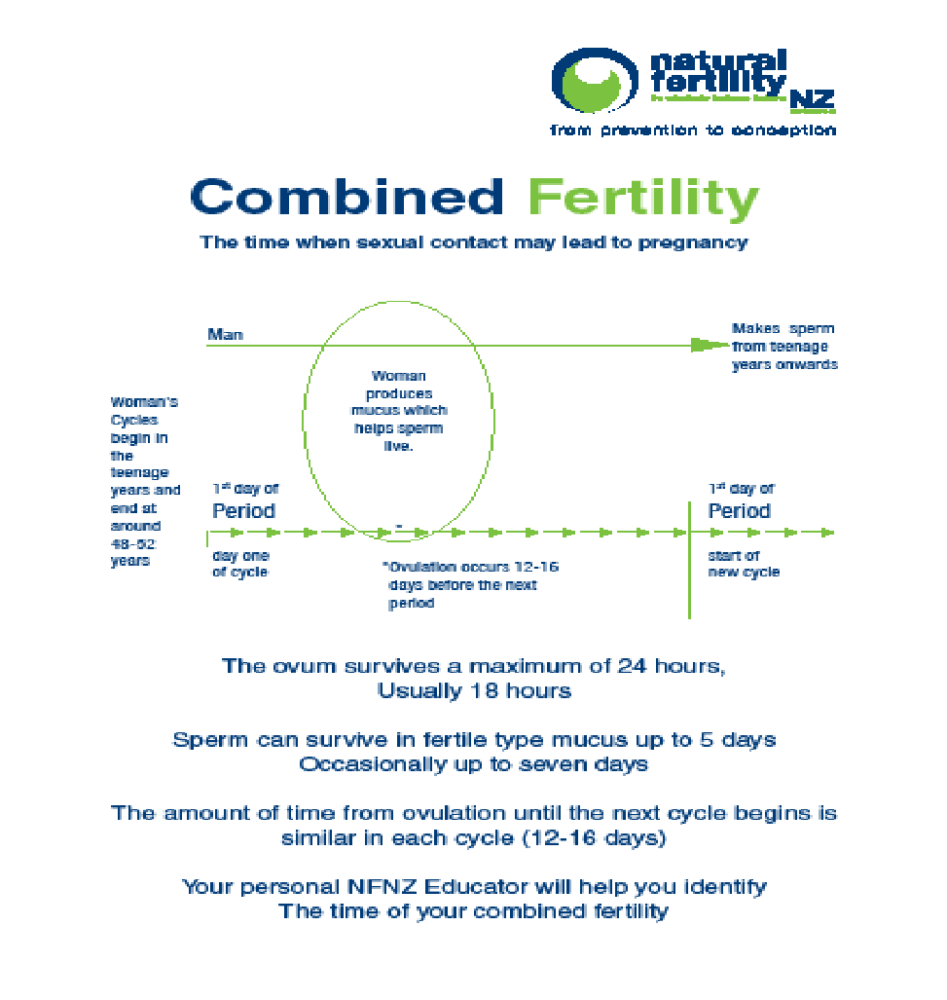 natural
fertility
NZ
from prevention to conception
Combined Fertility
The time when sexual contact may lead to pregnancy
Man
Makes sperm
from teenage
years onwards
Woman
produces
mucus which
helps sperm
live.
Woman's
Cycles
begin in
the
teenage
years and
end at
around
48-52
years
1st day of
Period
1st day of
Period
day one
of cycle
start of
new cycle
*Ovulation occurs 12-16
days before the next
period
The ovum survives a maximum of 24 hours,
Usually 18 hours
Sperm can survive in fertile type mucus up to 5 days
Occasionally up to seven days
The amount of time from ovulation until the next cycle begins is
similar in each cycle (12-16 days)
Your personal NFNZ Educator will help you identify
The time of your combined fertility